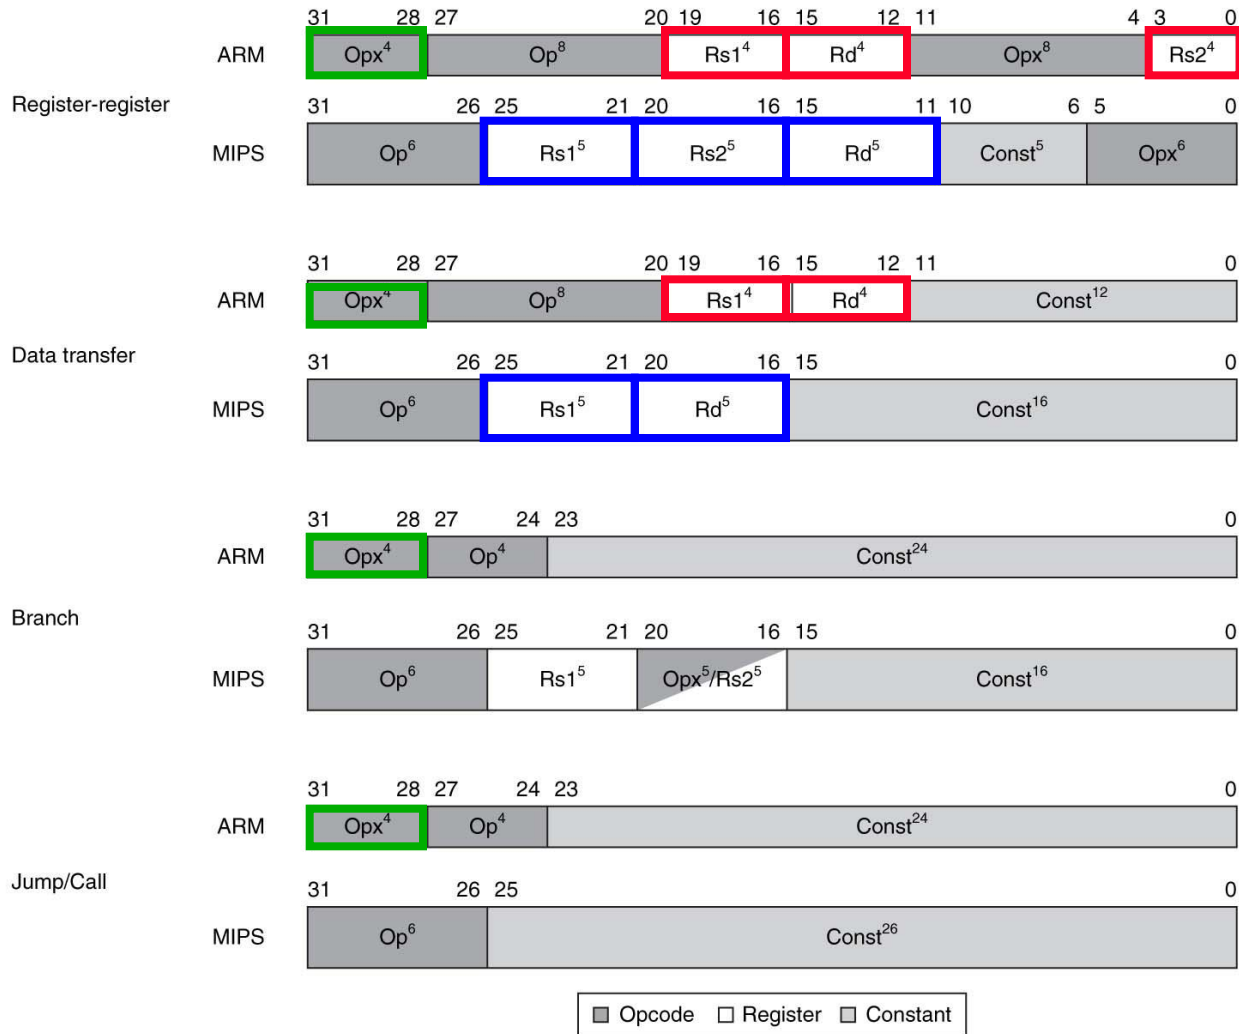 31 28 27 20 19 16 15 12 11 4 3 0
ARM Opx4 Op8 Rs14 Rd4 Opx8 Rs24
Register-register
31 26 25 21 20 16 15 11 10 6 5 0
MIPS Op6 Rs15 Rs25 Rd5 Const5 Opx6
31 28 27 20 19 16 15 12 11 0
ARM Opx4 Op8 Rs14 Rd4 Const12
Data transfer
31 26 25 21 20 16 15 0
MIPS Op6 Rs15 Rd5 Const16
31 28 27 24 23 0
ARM Opx4 Op4 Const24
Branch
31 26 25 21 20 16 15 0
MIPS Op6 Rs15 Opx5/Rs25 Const16
31 28 27 24 23 0
ARM Opx4 Op4 Const24
Jump/Call
31 26 25 0
MIPS Op6 Const26
Opcode Register Constant